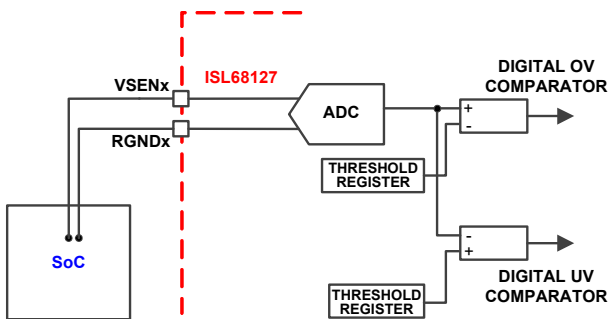 VSENx
ISL68127
RGNDx
ADC
DIGITAL OV
COMPARATOR
+
-
THRESHOLD
REGISTER
SoC
-
+
THRESHOLD
REGISTER
DIGITAL UV
COMPARATOR